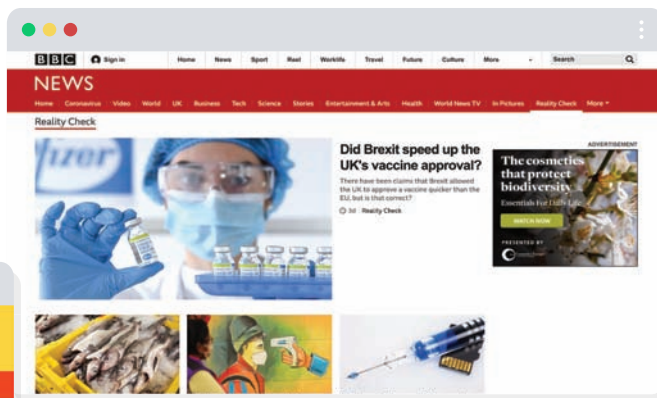 BBC Sign in Home News Sport Reel Worklife Travel Future Culture More Search
NEWS
Home Coronavirus Video World UK Business Tech Science Stories Entertainment & Arts Health World News TV In Pictures Reality Check More
Reality Check
fizer
Did Brexit speed up the
UK's vaccine approval?
There have been claims that Brexit allowed
the UK to approve a vaccine quicker than the
EU, but is that correct?
3d Reality Check
ADVERTISEMENT
The cosmetics
that protect
biodiversity
Essentials For Daily Life
WATCH NOW
PRESENTED BY